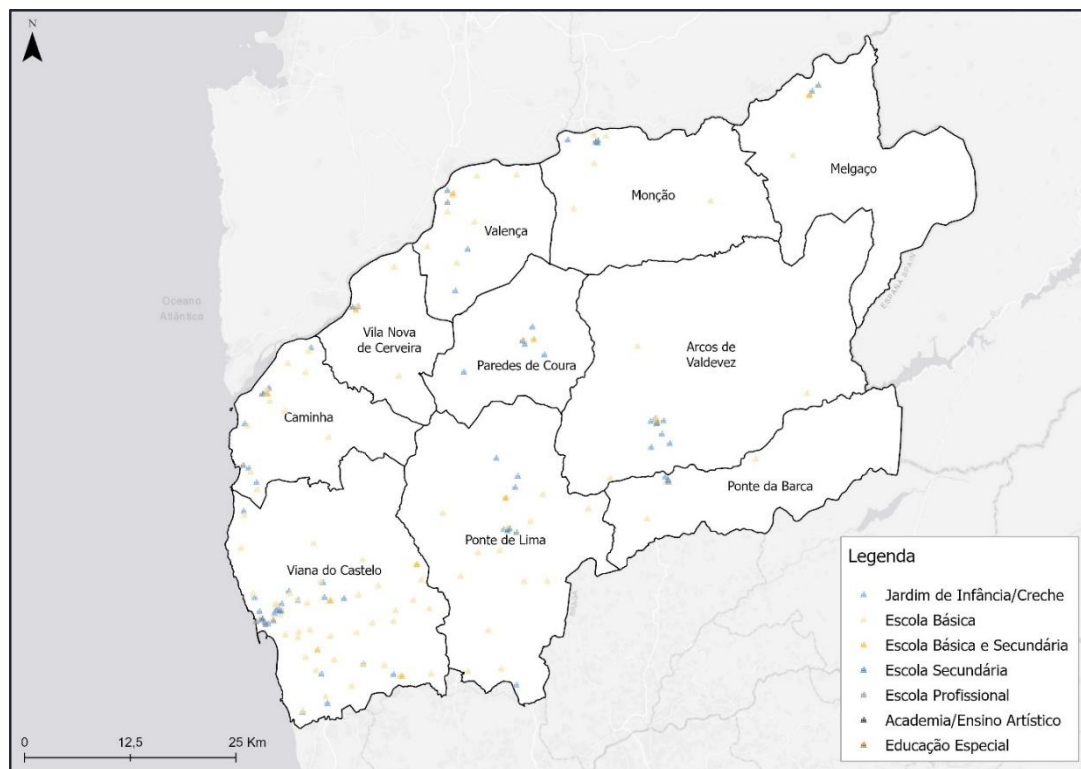 N
Melgaço
Monção
Valença
ESPAÑA SPAIN
Oceano
Atlântico
Vila Nova
de Cerveira
Paredes de Coura
Arcos de
Valdevez
Caminha
Ponte da Barca
Ponte de Lima
Viana do Castelo
Legenda
Jardim de Infância/Creche
Escola Básica
Escola Básica e Secundária
Escola Secundária
Escola Profissional
Academia/Ensino Artístico
Educação Especial
0 12,5 25 Km